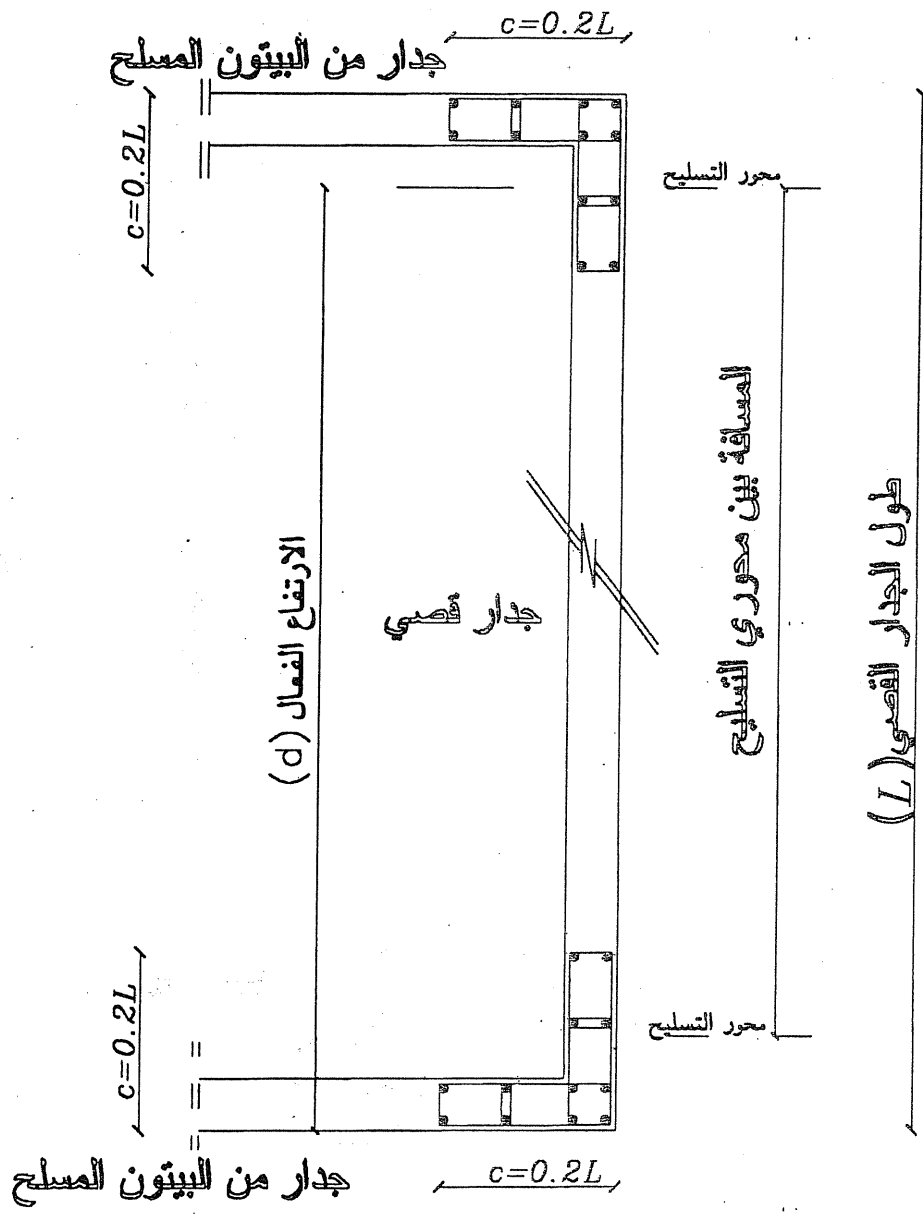 c=0.2L
جدار من البيتون المسلح
c=0.2L
محور التسليح
المسافة بين محوري التسليح
طول الجدار القصي (L)
الارتفاع الفعال (d)
جدار قصي
c=0.2L
محور التسليح
جدار من البيتون المسلح
c=0.2L